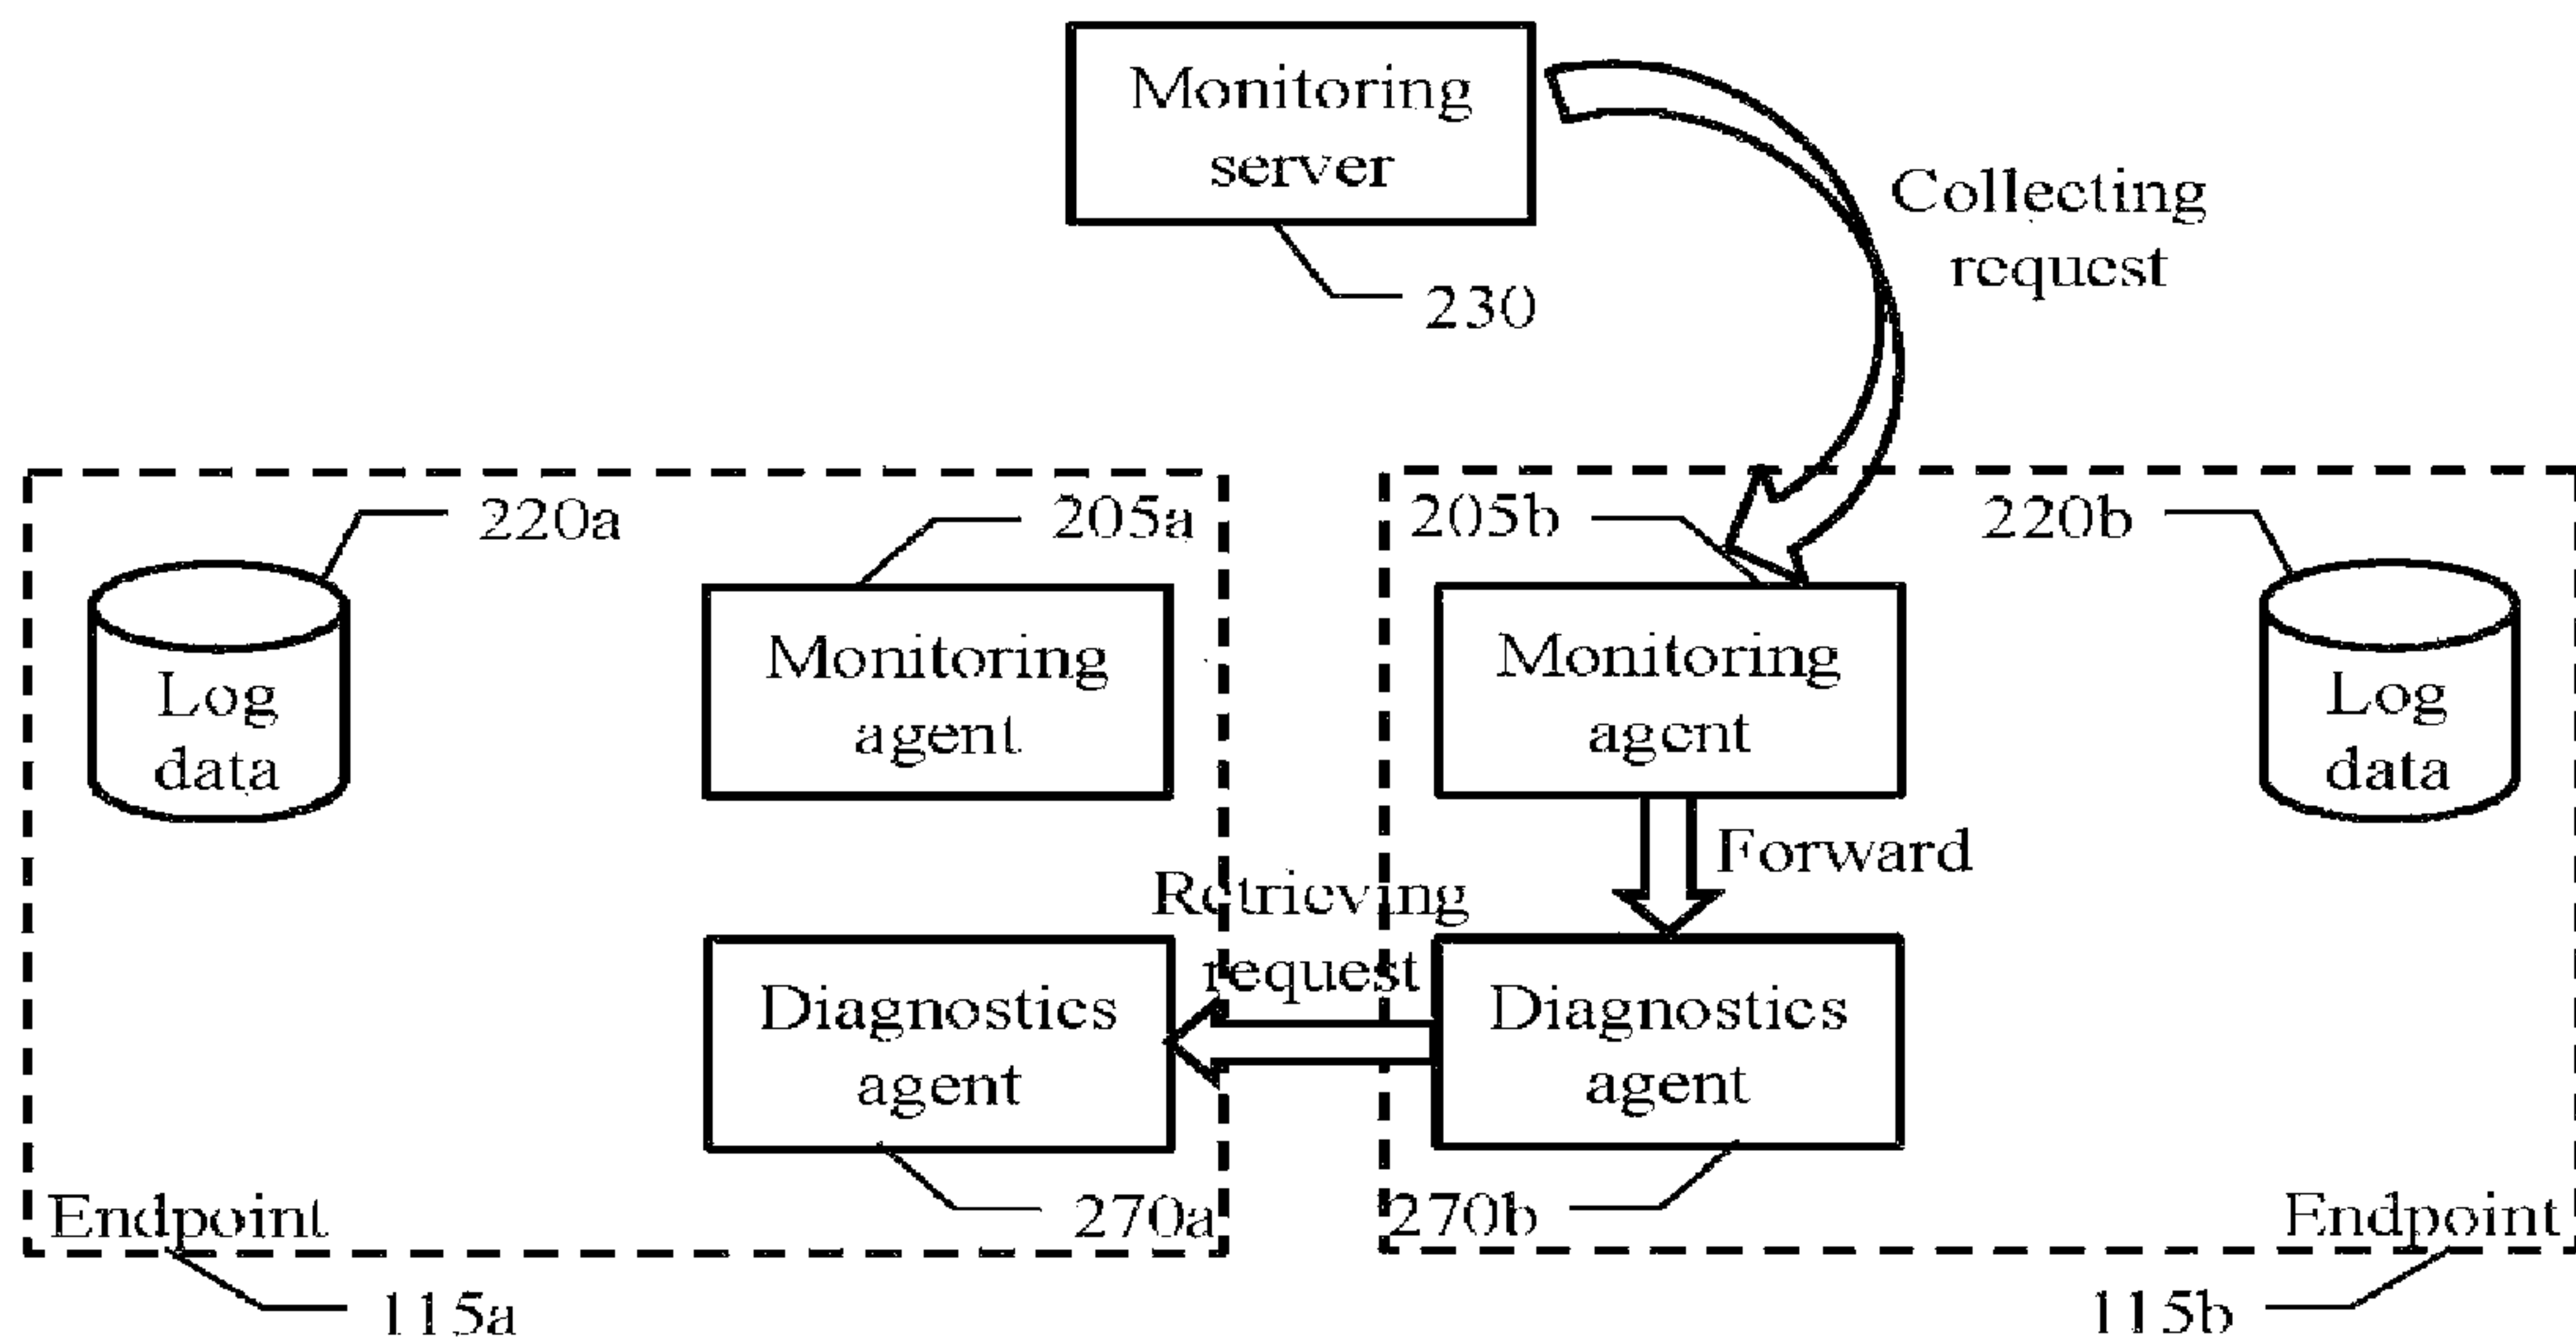 Monitoring
server
Collecting
request
230
220a
205a
205b
220b
Log
data
Monitoring
agent
Monitoring
agent
Log
data
Forward
Retrieving
request
Diagnostics
agent
Diagnostics
agent
270a
270b
Endpoint
Endpoint
115a
115b